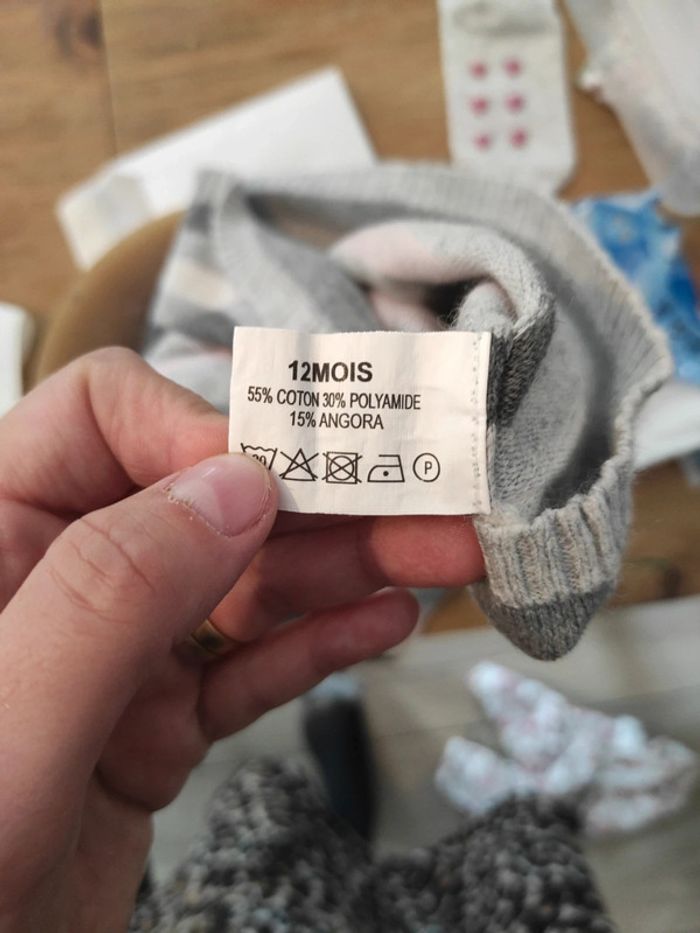 12MOIS
55% COTON 30% POLYAMIDE
15% ANGORA
P